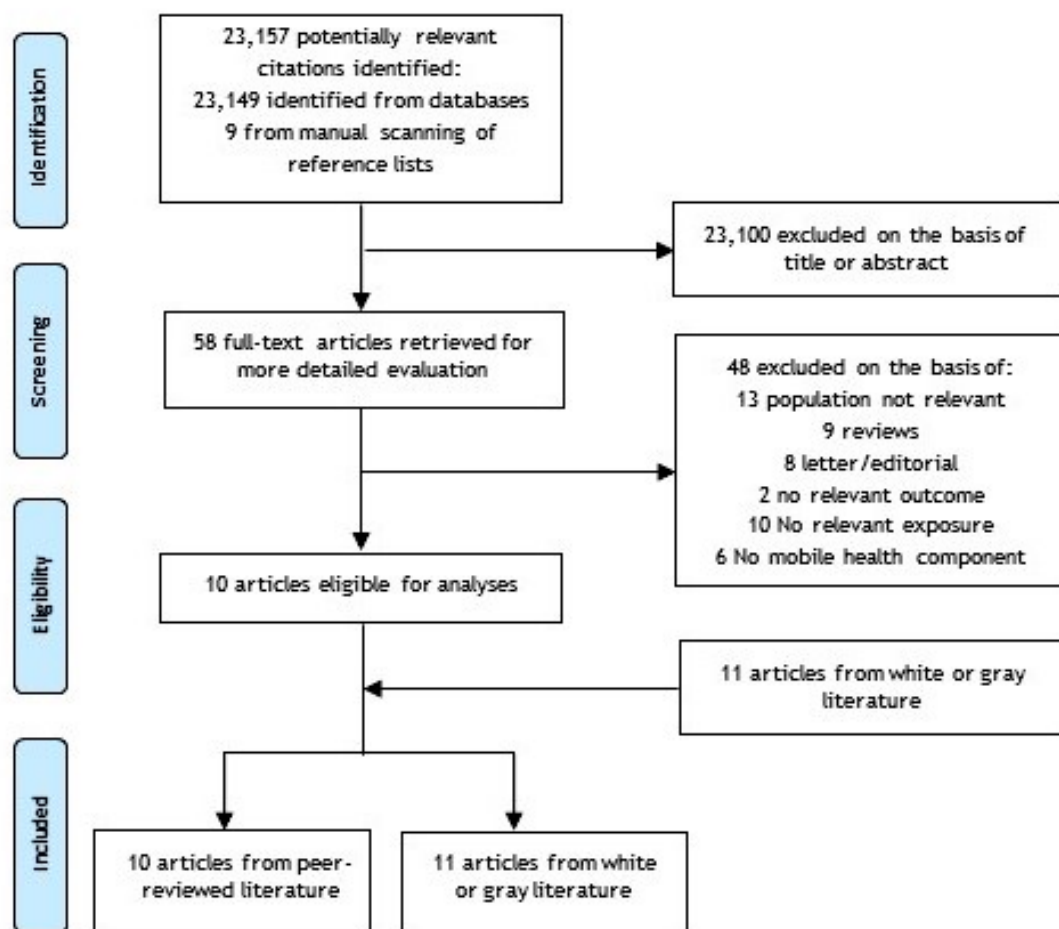 Identification
23,157 potentially relevant
citations identified:
23,149 identified from databases
9 from manual scanning of
reference lists
23,100 excluded on the basis of
title or abstract
Screening
58 full-text articles retrieved for
more detailed evaluation
48 excluded on the basis of:
13 population not relevant
9 reviews
8 letter/editorial
2 no relevant outcome
10 No relevant exposure
6 No mobile health component
Eligibility
10 articles eligible for analyses
11 articles from white or gray
literature
Included
10 articles from peer-
reviewed literature
11 articles from white
or gray literature